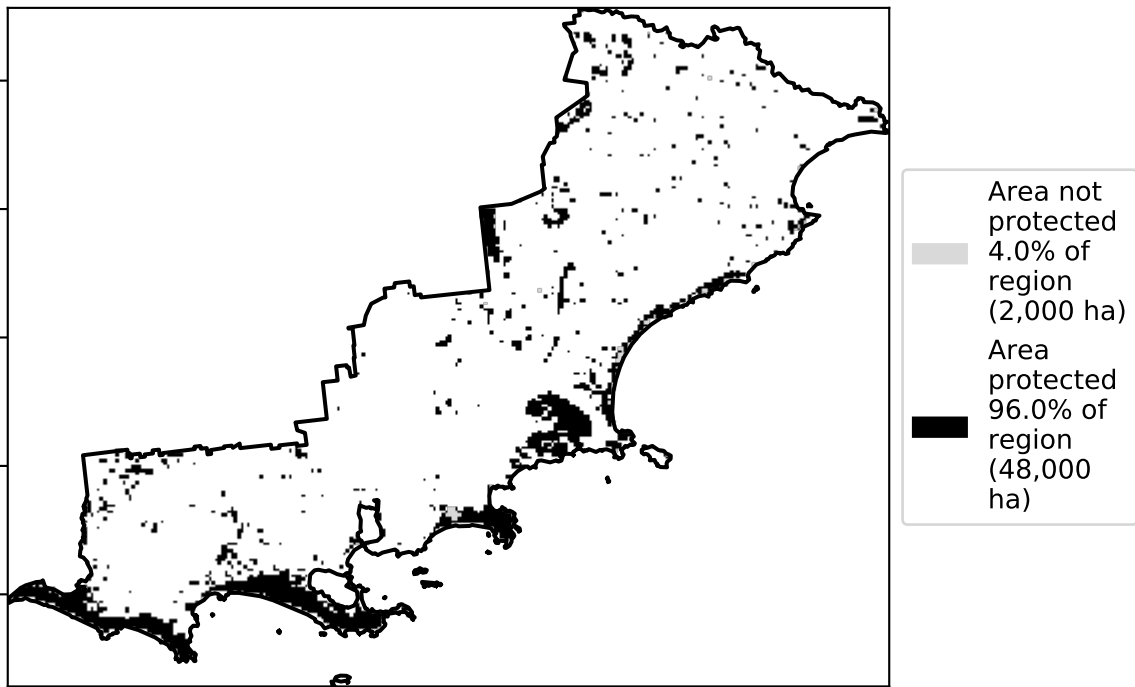 Area not
protected
4.0% of
region
(2,000 ha)
Area
protected
96.0% of
region
(48,000
ha)